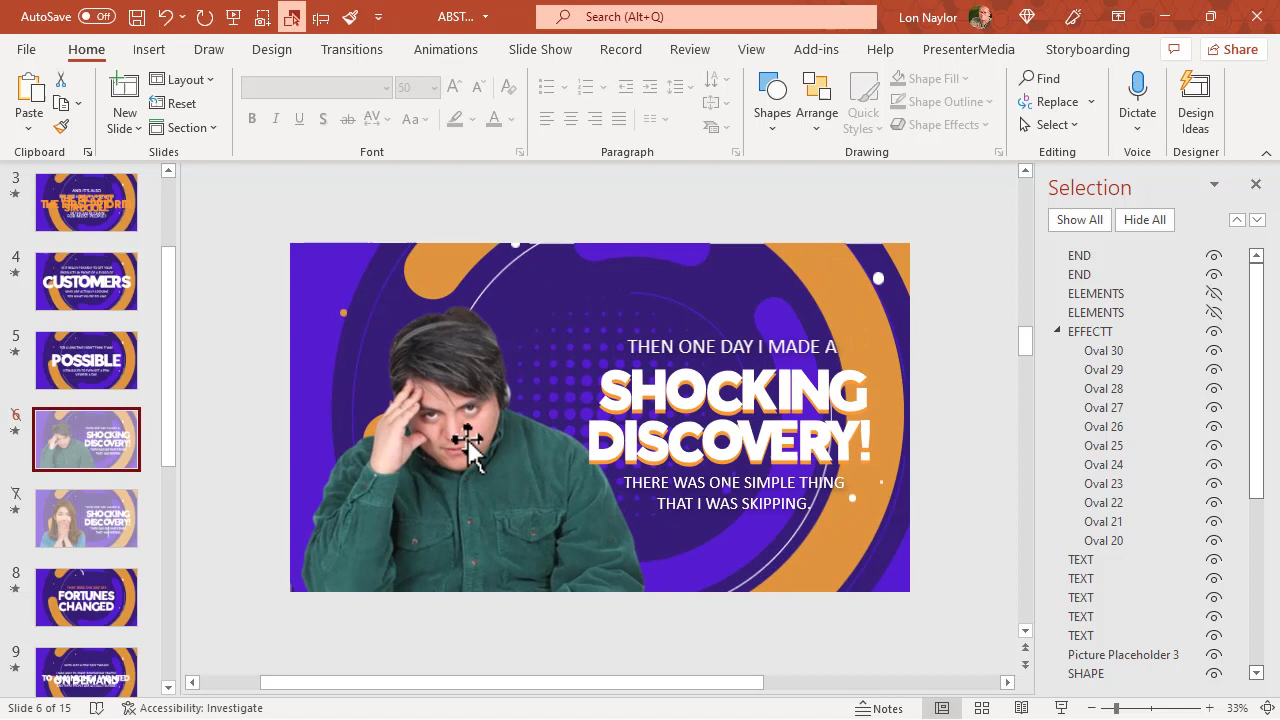 AutoSave Off ABST... Search (Alt+Q) Lon Naylor
File Home Insert Draw Design Transitions Animations Slide Show Record Review View Add-ins Help PresenterMedia Storyboarding Share
Paste
Clipboard
New
Slide
Layout
Reset
Section
Slides
50
B I U S ab AV Aa A
Font
Paragraph
Shapes
Arrange
Quick
Styles
Shape Fill
Shape Outline
Shape Effects
Drawing
Find
Replace
Select
Editing
Dictate
Voice
Design
Ideas
Designer
3
AND IT'S ALSO
4
CUSTOMERS
5
POSSIBLE
6
SHOCKING
DISCOVERY!
7
SHOCKING
DISCOVERY!
8
FORTUNES
CHANGED
9
THEN ONE DAY I MADE A
SHOCKING
DISCOVERY!
THERE WAS ONE SIMPLE THING
THAT I WAS SKIPPING.
Selection
Show All Hide All
END
END
ELEMENTS
ELEMENTS
EFFECTT
Oval 30
Oval 29
Oval 28
Oval 27
Oval 26
Oval 25
Oval 24
Oval 23
Oval 22
Oval 21
Oval 20
TEXT
TEXT
TEXT
TEXT
TEXT
Picture Placeholder 3
SHAPE
Slide 6 of 15 Accessibility: Investigate Notes 33%